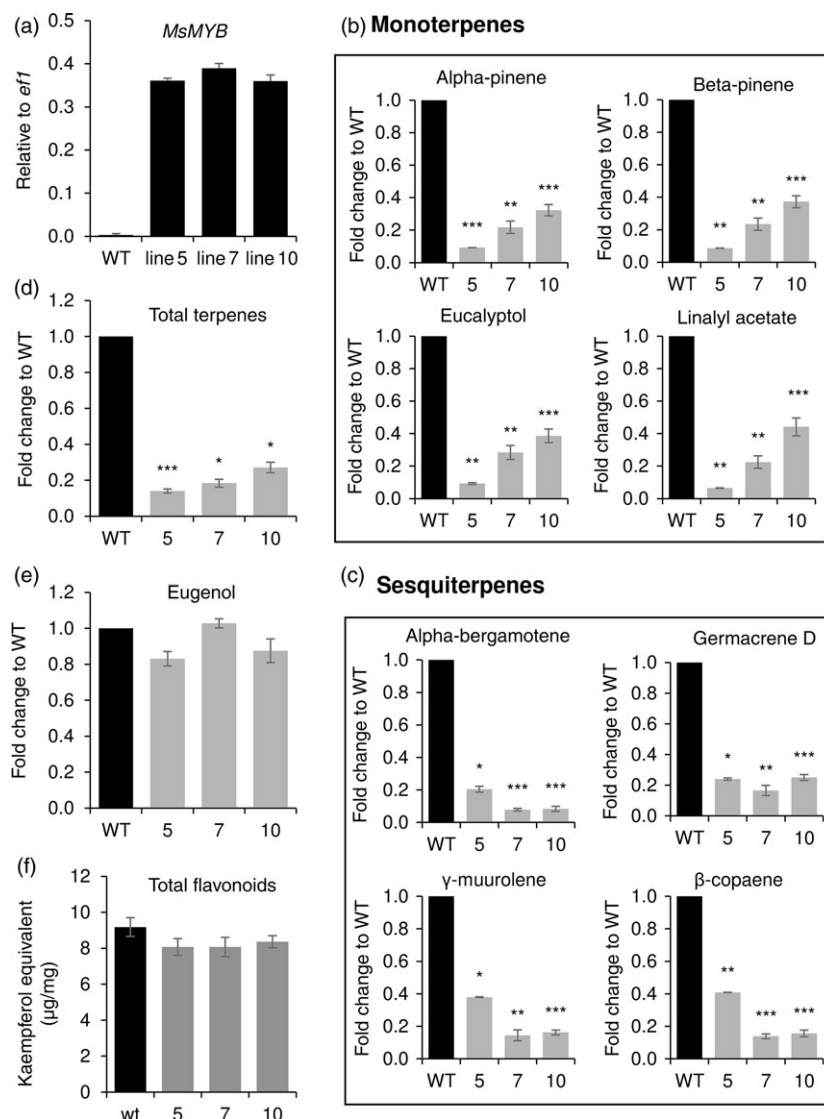 (a)
MsMYB
Relative to ef1
0.5
0.4
0.3
0.2
0.1
0.0
WT line 5 line 7 line 10
(b) Monoterpenes
Alpha-pinene
Fold change to WT
1.0
0.8
0.6
0.4
0.2
0.0
*** ** ***
WT 5 7 10
Beta-pinene
Fold change to WT
1.0
0.8
0.6
0.4
0.2
0.0
** ** ***
WT 5 7 10
Eucalyptol
Fold change to WT
1.0
0.8
0.6
0.4
0.2
0.0
** ** ***
WT 5 7 10
Linalyl acetate
Fold change to WT
1.0
0.8
0.6
0.4
0.2
0.0
** ** ***
WT 5 7 10
(d)
Total terpenes
Fold change to WT
1.2
1.0
0.8
0.6
0.4
0.2
0.0
*** * *
WT 5 7 10
(e)
Eugenol
Fold change to WT
1.2
1.0
0.8
0.6
0.4
0.2
0.0
WT 5 7 10
(c) Sesquiterpenes
Alpha-bergamotene
Fold change to WT
1.0
0.8
0.6
0.4
0.2
0.0
* *** ***
WT 5 7 10
Germacrene D
Fold change to WT
1.0
0.8
0.6
0.4
0.2
0.0
* ** ***
WT 5 7 10
γ-muurolene
Fold change to WT
1.0
0.8
0.6
0.4
0.2
0.0
* ** ***
WT 5 7 10
β-copaene
Fold change to WT
1.0
0.8
0.6
0.4
0.2
0.0
** *** ***
WT 5 7 10
(f)
Total flavonoids
Kaempferol equivalent
(µg/mg)
12
10
8
6
4
2
0
wt 5 7 10